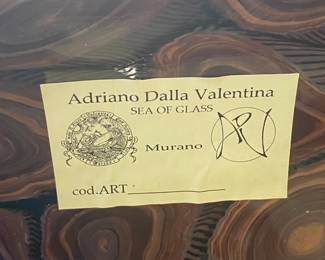 Adriano Dalla Valentina
SEA OF GLASS
Murano
cod.ART